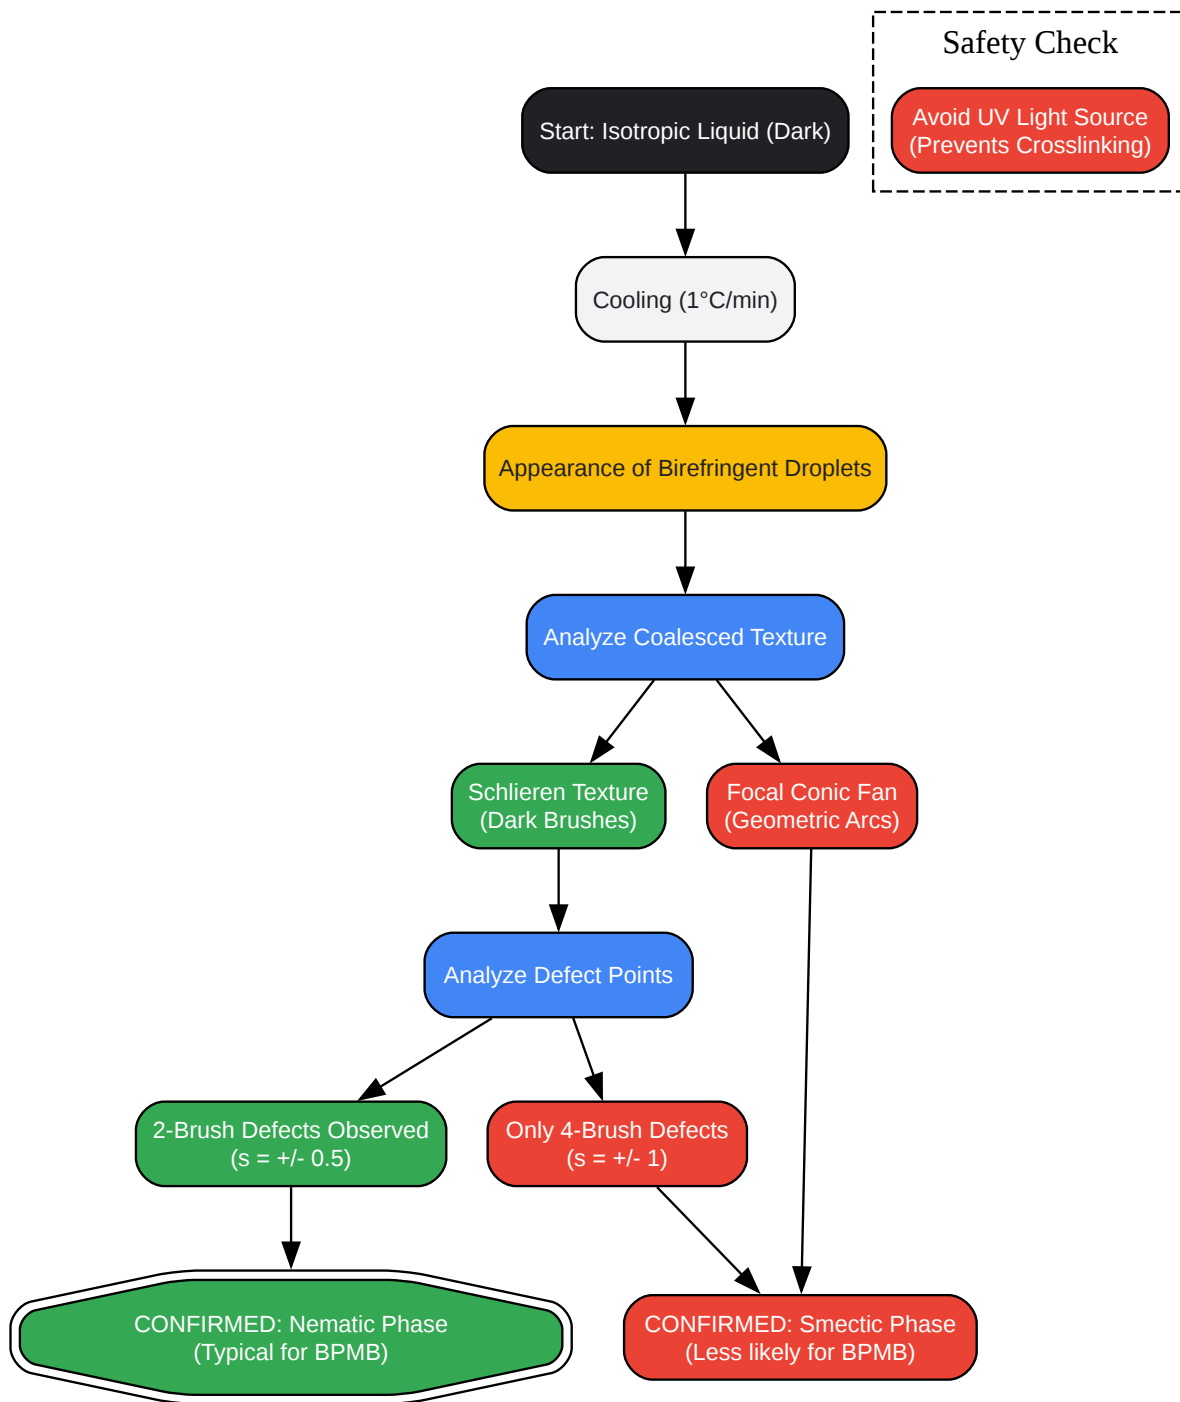 Safety Check
Avoid UV Light Source
(Prevents Crosslinking)
Start: Isotropic Liquid (Dark)
Cooling (1°C/min)
Appearance of Birefringent Droplets
Analyze Coalesced Texture
Schlieren Texture
(Dark Brushes)
Focal Conic Fan
(Geometric Arcs)
Analyze Defect Points
2-Brush Defects Observed
(s = +/- 0.5)
Only 4-Brush Defects
(s = +/- 1)
CONFIRMED: Nematic Phase
(Typical for BPMB)
CONFIRMED: Smectic Phase
(Less likely for BPMB)